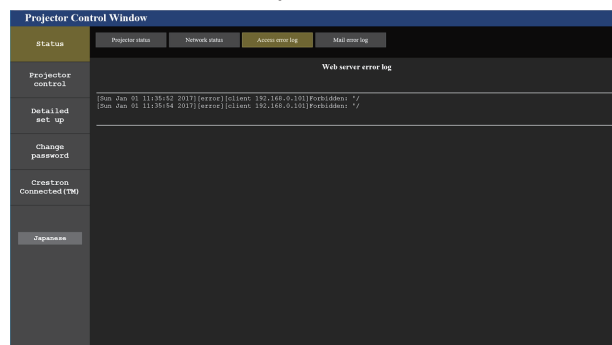 Projector Control Window
Status
Projector status
Network status
Access error log
Mail error log
Web server error log
[Sun Jan 01 11:35:52 2017][error][client 192.168.0.101]Forbidden: "/
[Sun Jan 01 11:35:54 2017][error][client 192.168.0.101]Forbidden: "/
Projector
control
Detailed
set up
Change
password
Crestron
Connected(TM)
Japanese